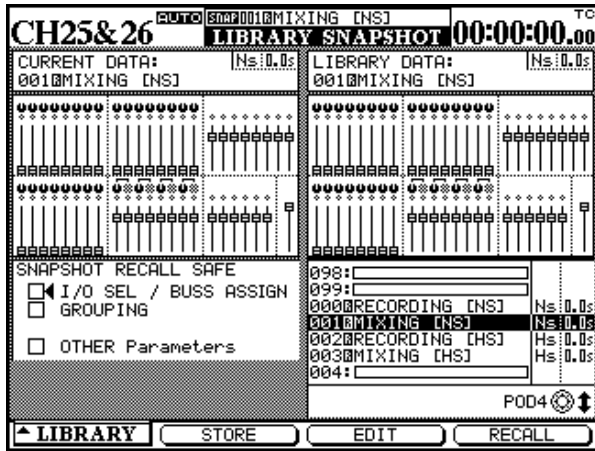 CH25&26 AUTO SNAP001 MIXING [NS] TC
LIBRARY SNAPSHOT 00:00:00.00
CURRENT DATA: Ns 0.0s
001 MIXING [NS]
LIBRARY DATA: Ns 0.0s
001 MIXING [NS]
SNAPSHOT RECALL SAFE
I/O SEL / BUSS ASSIGN
GROUPING
OTHER Parameters
098:
099:
000 RECORDING [NS] Ns 0.0s
001 MIXING [NS] Ns 0.0s
002 RECORDING [HS] Hs 0.0s
003 MIXING [HS] Hs 0.0s
004:
POD4
LIBRARY STORE EDIT RECALL